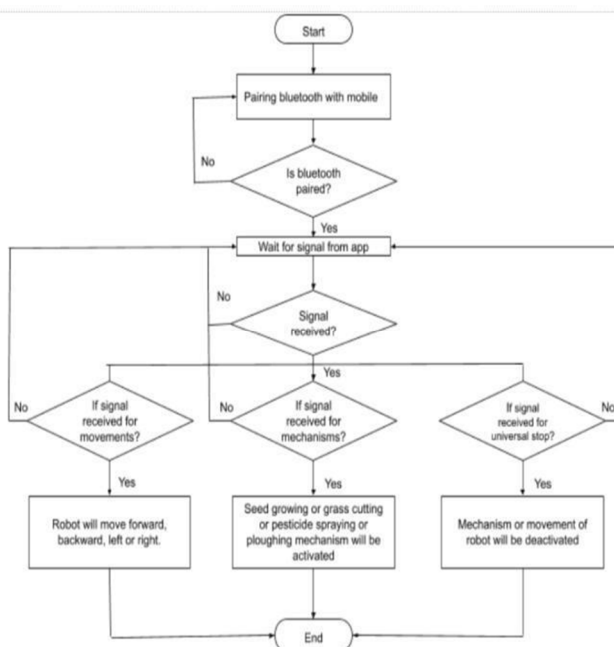 Start
Pairing bluetooth with mobile
No
Is bluetooth
paired?
Yes
Wait for signal from app
No
Signal
received?
Yes
No
If signal
received for
movements?
No
If signal
received for
mechanisms?
If signal
received for
universal stop?
No
Yes
Yes
Yes
Robot will move forward,
backward, left or right.
Seed growing or grass cutting
or pesticide spraying or
ploughing mechanism will be
activated
Mechanism or movement of
robot will be deactivated
End